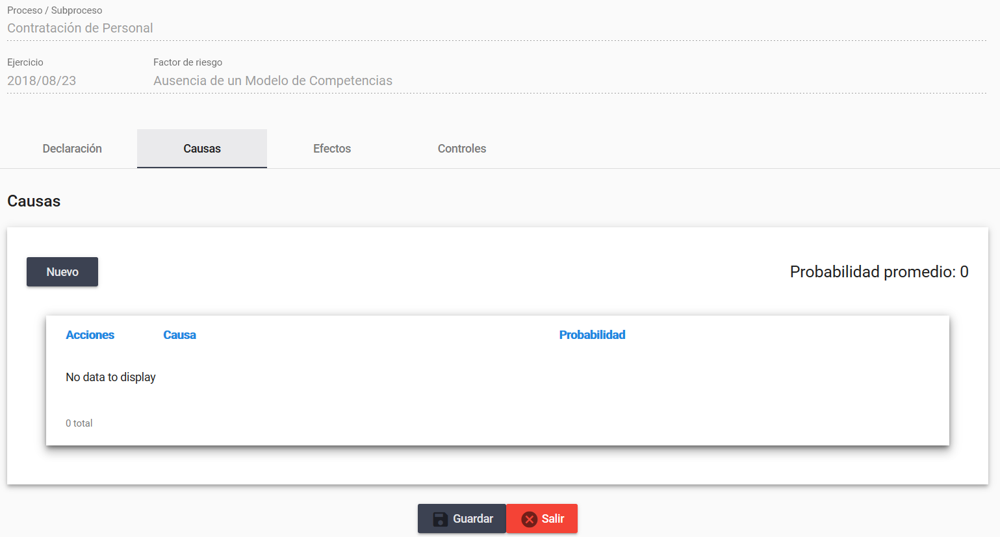 Proceso / Subproceso
Contratación de Personal
Ejercicio Factor de riesgo
2018/08/23 Ausencia de un Modelo de Competencias
Declaración Causas Efectos Controles
Causas
Nuevo Probabilidad promedio: 0
Acciones Causa Probabilidad
No data to display
0 total
Guardar Salir